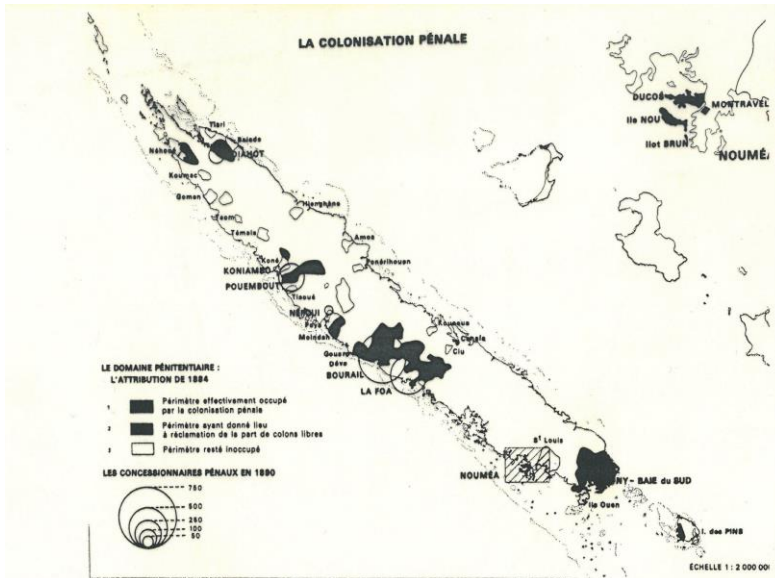 LA COLONISATION PÉNALE
DUCOS
MONTRAVEL
Ile NOU
Ilot BRUN
NOUMÉA
Tiari
Balade
DIAHOT
Néhoué
Koumac
Gomen
Hienghène
Témala
Amoa
Ponérihouen
Koné
KONIAMBO
POUEMBOUT
Tiaoué
NÉPOUI
Poya
Moindah
Kouaoua
Canala
Ciu
Gouaro
Déva
BOURAIL
LA FOA
LE DOMAINE PÉNITENTIAIRE :
L'ATTRIBUTION DE 1884
1 Périmètre effectivement occupé
par la colonisation pénale
2 Périmètre ayant donné lieu
à réclamation de la part de colons libres
3 Périmètre resté inoccupé
LES CONCESSIONNAIRES PÉNAUX EN 1890
750
500
250
100
50
St Louis
NOUMÉA
NY - BAIE du SUD
Ile Ouen
I. des PINS
ÉCHELLE 1 : 2 000 000